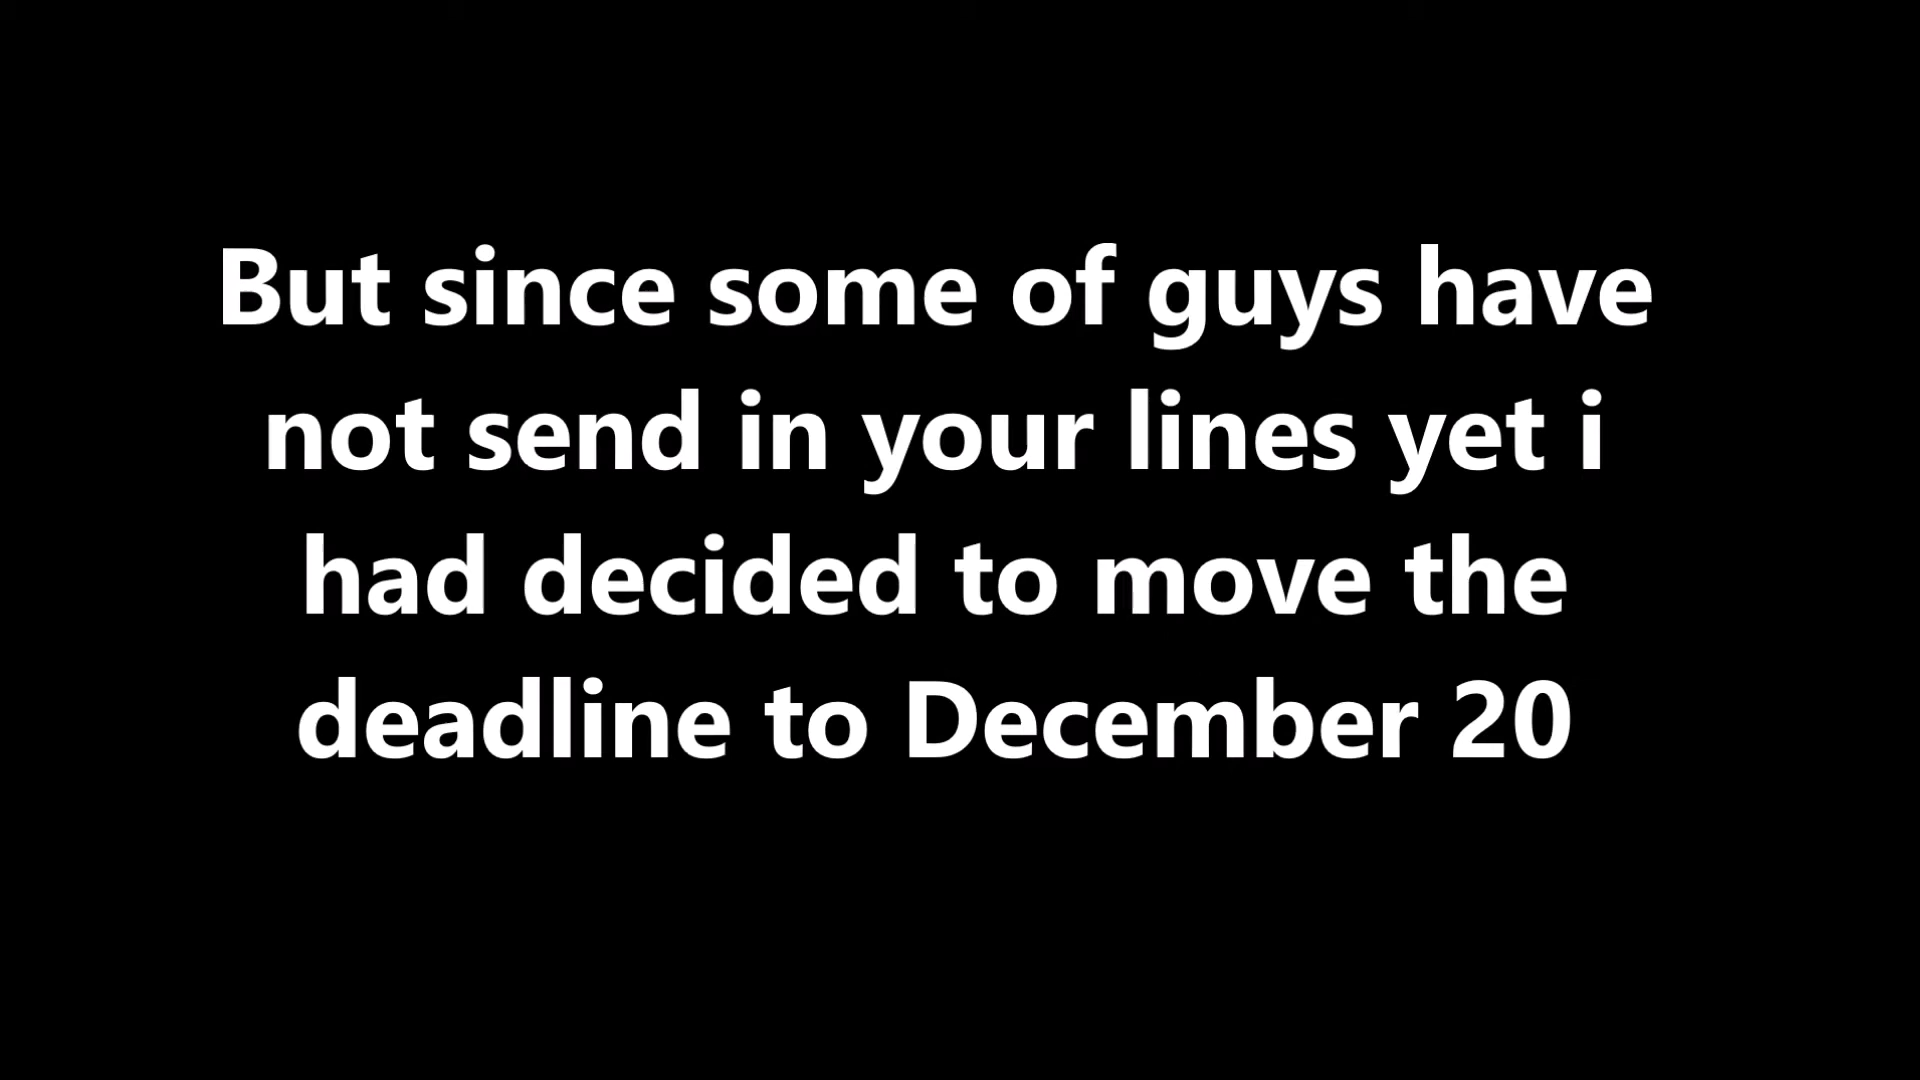 But since some of guys have
not send in your lines yet i
had decided to move the
deadline to December 20